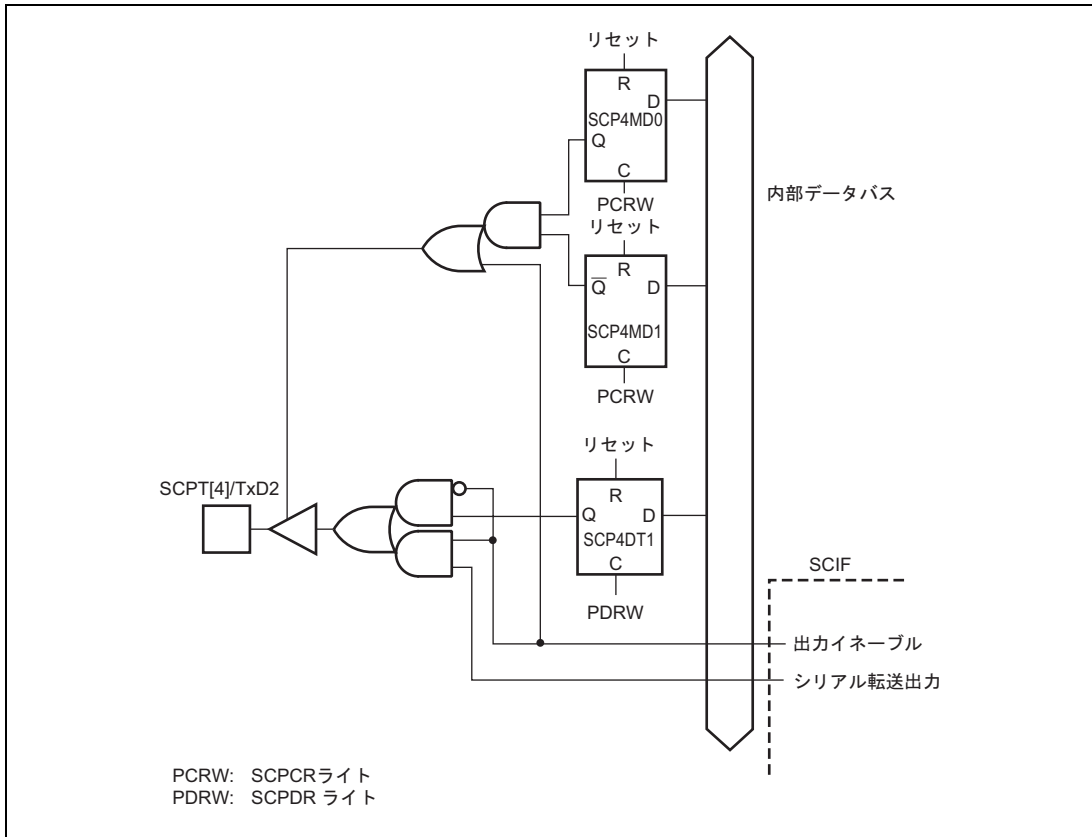 リセット
R
D
SCP4MD0
Q
C
PCRW
内部データバス
リセット
R
Q
D
SCP4MD1
C
PCRW
リセット
SCPT[4]/TxD2
R
Q
D
SCP4DT1
C
SCIF
PDRW
出力イネーブル
シリアル転送出力
PCRW: SCPCRライト
PDRW: SCPDR ライト